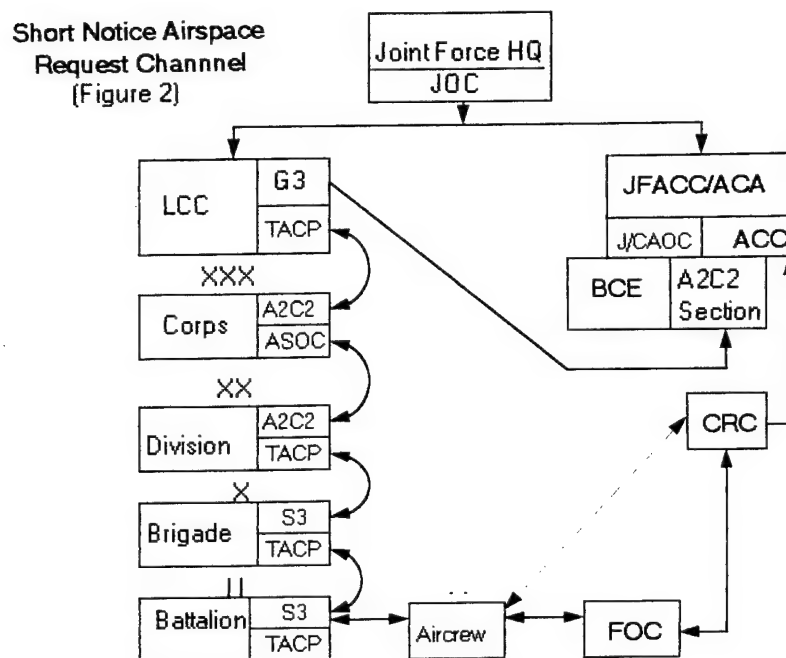 Short Notice Airspace
Request Channnel
(Figure 2)
Joint Force HQ
JOC
LCC
G3
TACP
JFACC/ACA
J/CAOC
ACC
BCE
A2C2
Section
XXX
Corps
A2C2
ASOC
XX
Division
A2C2
TACP
CRC
X
Brigade
S3
TACP
II
Battalion
S3
TACP
Aircrew
FOC